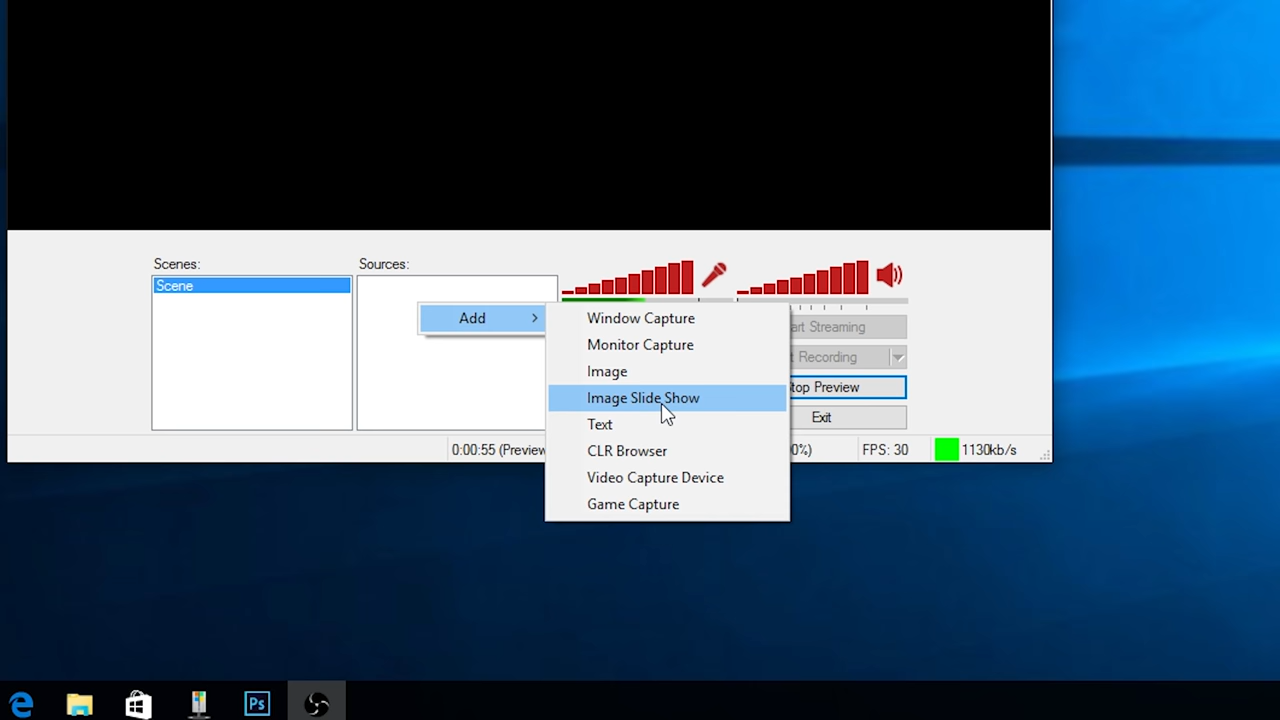 Scenes:
Sources:
Scene
Add
Window Capture
art Streaming
Monitor Capture
t Recording
Image
top Preview
Image Slide Show
Exit
Text
0:00:55 (Preview
CLR Browser
0%)
FPS: 30
1130kb/s
Video Capture Device
Game Capture
Ps